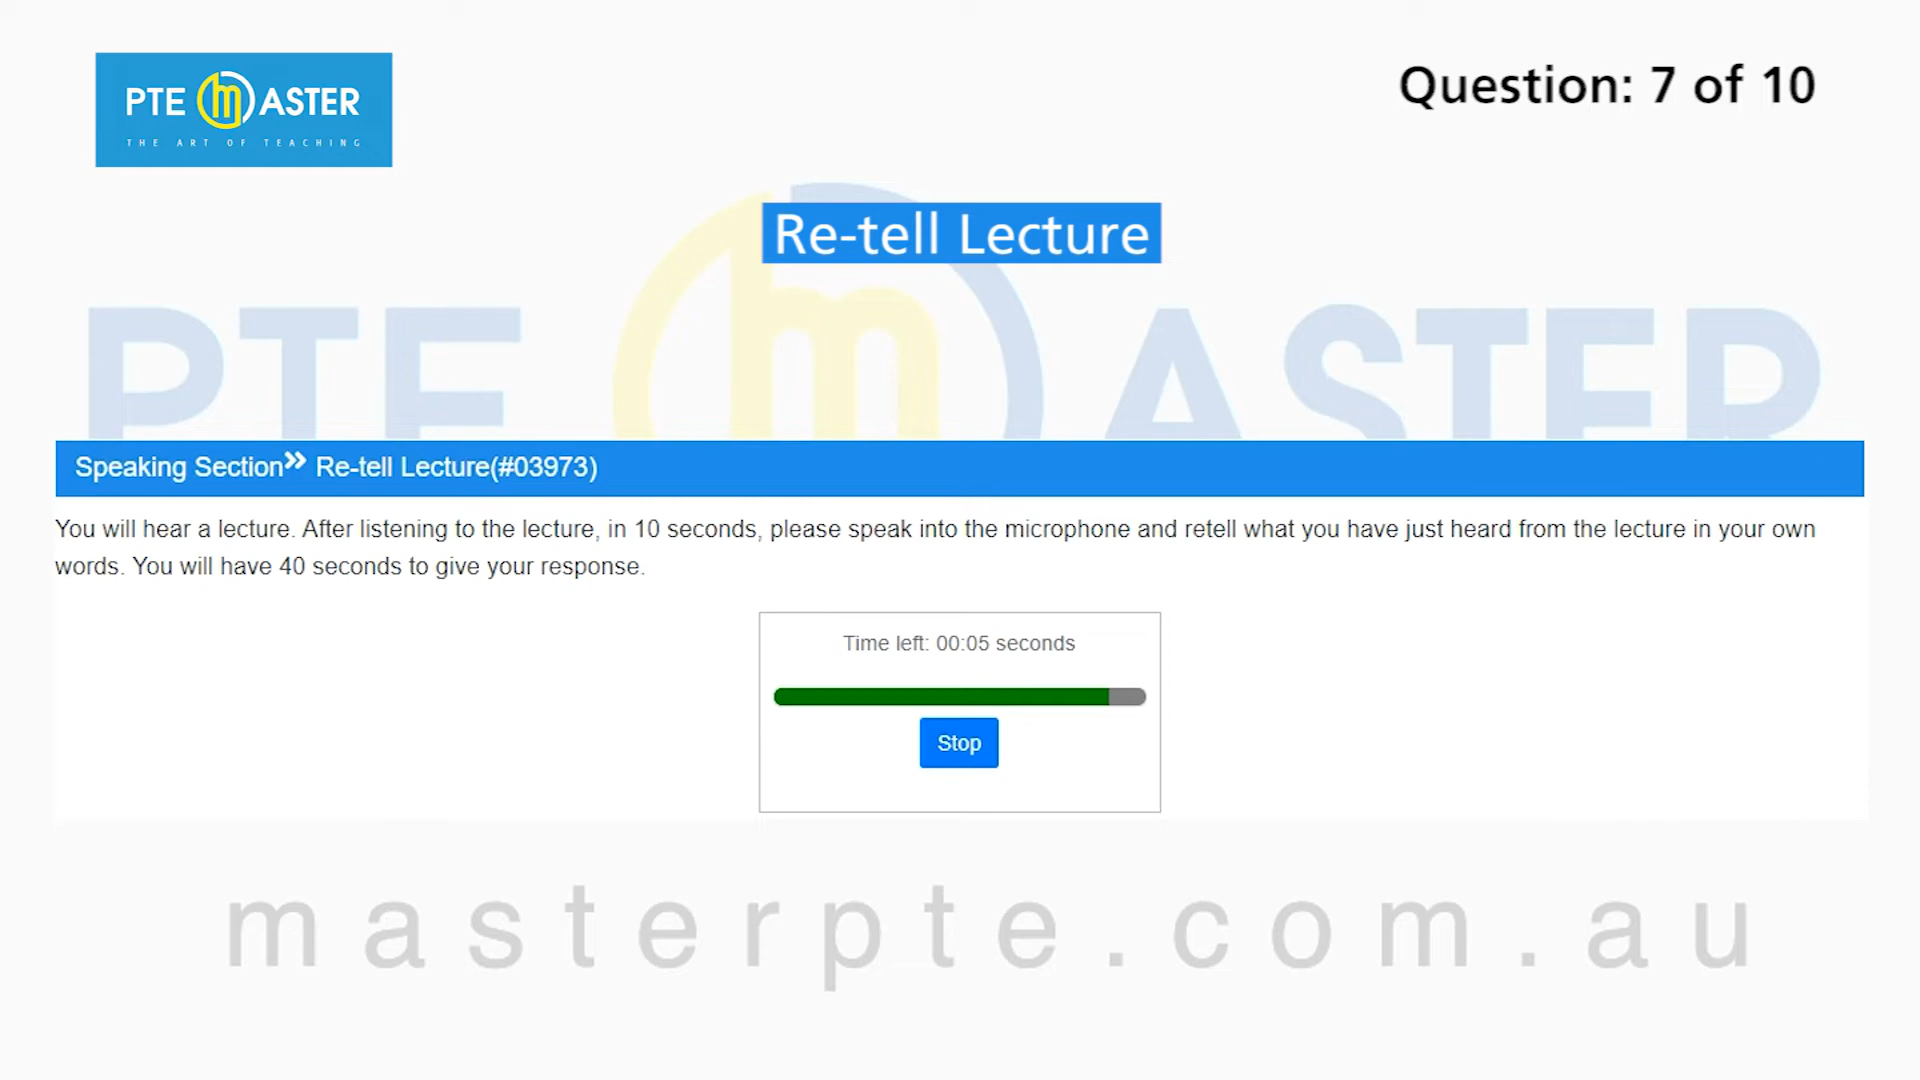 PTE MASTER
THE ART OF TEACHING
Question: 7 of 10
Re-tell Lecture
PTE MASTER
Speaking Section» Re-tell Lecture(#03973)
You will hear a lecture. After listening to the lecture, in 10 seconds, please speak into the microphone and retell what you have just heard from the lecture in your own
words. You will have 40 seconds to give your response.
Time left: 00:05 seconds
Stop
masterpte.com.au